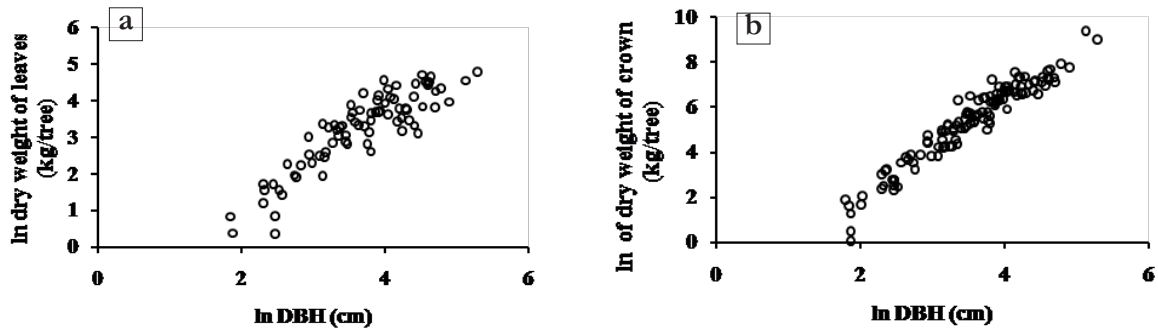 a
ln dry weight of leaves
(kg/tree)
6
5
4
3
2
1
0
0 2 4 6
ln DBH (cm)
b
ln of dry weight of crown
(kg/tree)
10
8
6
4
2
0
0 2 4 6
ln DBH (cm)